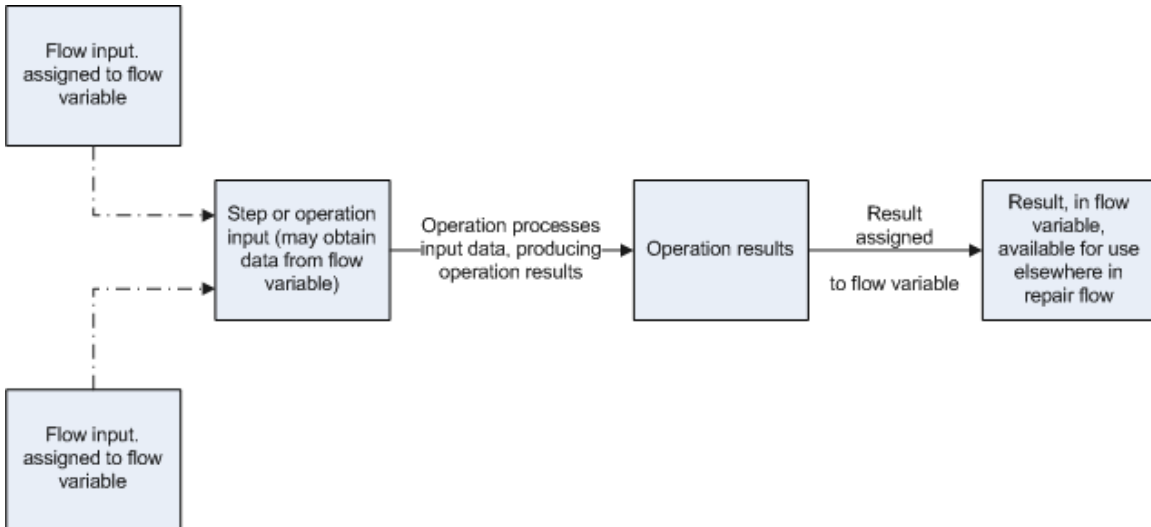 Flow input.
assigned to flow
variable
Step or operation
input (may obtain
data from flow
variable)
Operation processes
input data, producing
operation results
Operation results
Result
assigned
to flow variable
Result, in flow
variable,
available for use
elsewhere in
repair flow
Flow input.
assigned to flow
variable